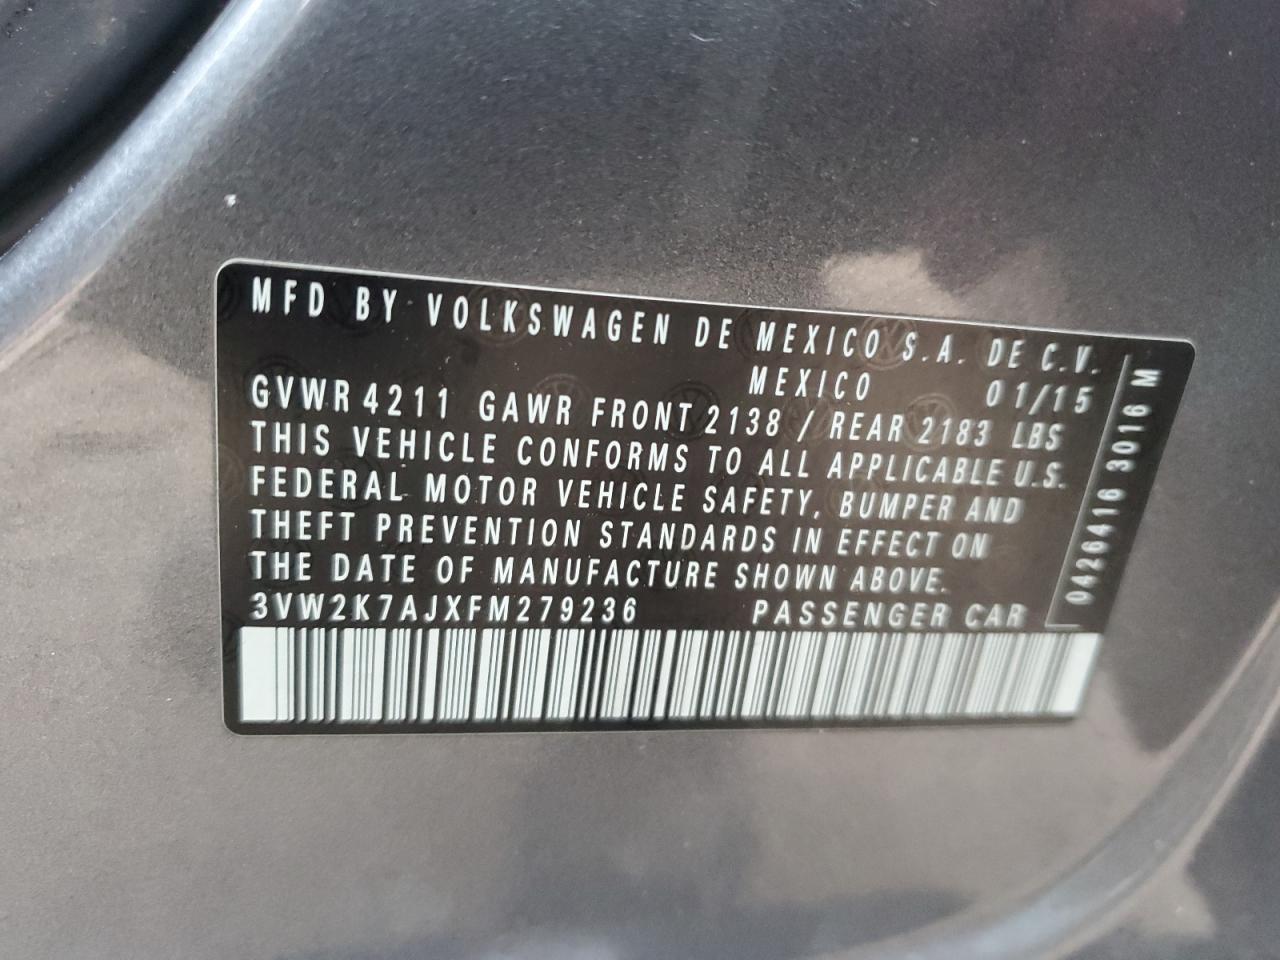 MFD BY VOLKSWAGEN DE MEXICO S.A. DE C.V.
MEXICO 01/15
GVWR 4211 GAWR FRONT 2138 / REAR 2183 LBS
THIS VEHICLE CONFORMS TO ALL APPLICABLE U.S.
FEDERAL MOTOR VEHICLE SAFETY, BUMPER AND
THEFT PREVENTION STANDARDS IN EFFECT ON
THE DATE OF MANUFACTURE SHOWN ABOVE.
3VW2K7AJXFM279236 PASSENGER CAR
0426416 3016 M